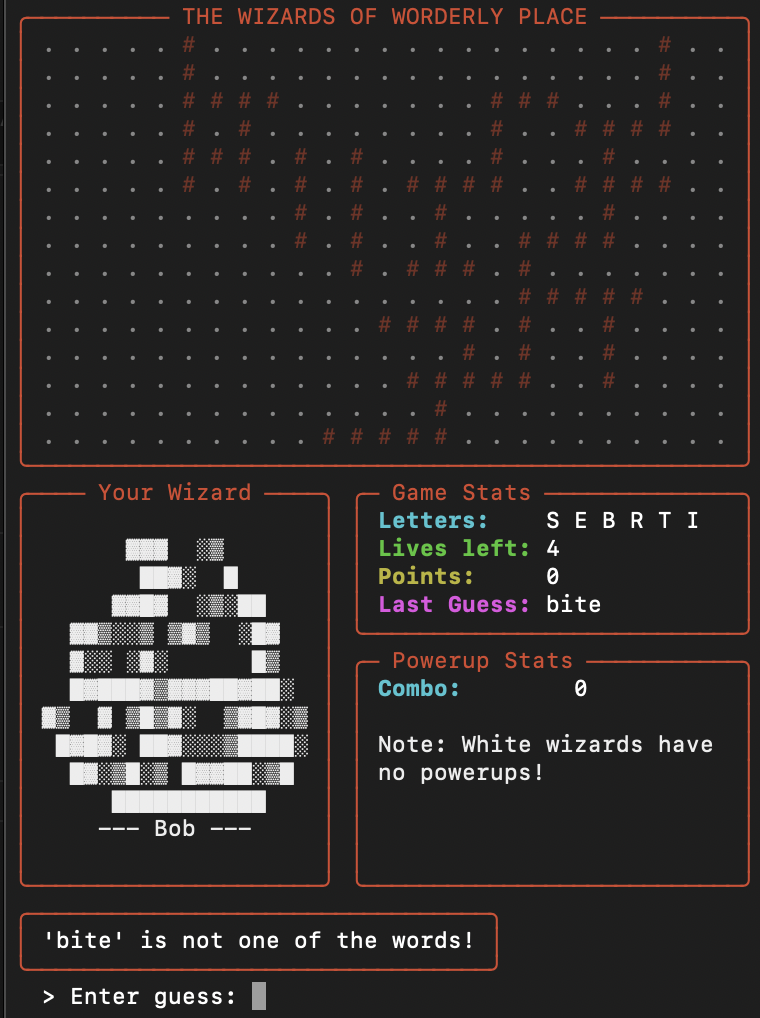 THE WIZARDS OF WORDERLY PLACE
. . . . . # . . . . . . . . . . . . . . . . # . .
. . . . . # . . . . . . . . . . . . . . . . # . .
. . . . . # # # # . . . . . . . # # # . . . # . .
. . . . . # . # . . . . . . . . # . . # # # # . .
. . . . . # # # . # . # . . . . # . . . # . . . .
. . . . . # . # . # . # . # # # # . . # # # # . .
. . . . . . . . . # . # . . # . . . . . # . . . .
. . . . . . . . . # . # . . # . . # # # # . . . .
. . . . . . . . . . . # . # # # . # . . . . . . .
. . . . . . . . . . . . . . . . . # # # # # . . .
. . . . . . . . . . . . # # # # . # . . # . . . .
. . . . . . . . . . . . . . . # . # . . # . . . .
. . . . . . . . . . . . . # # # # # . . # . . . .
. . . . . . . . . . . . . . # . . . . . . . . . .
. . . . . . . . . . # # # # # . . . . . . . . . .
Your Wizard
--- Bob ---
Game Stats
Letters: S E B R T I
Lives left: 4
Points: 0
Last Guess: bite
Powerup Stats
Combo: 0
Note: White wizards have
no powerups!
'bite' is not one of the words!
> Enter guess: